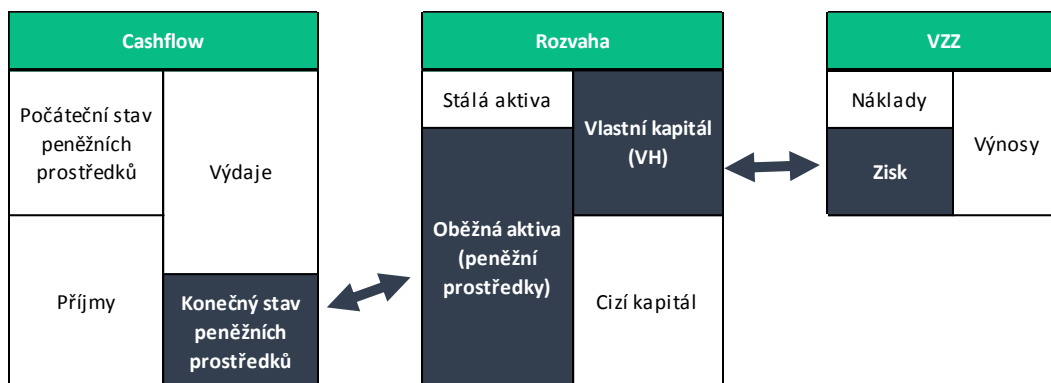 Cashflow
Počáteční stav
peněžních
prostředků
Výdaje
Příjmy
Konečný stav
peněžních
prostředků
Rozvaha
Stálá aktiva
Vlastní kapitál
(VH)
Oběžná aktiva
(peněžní
prostředky)
Cizí kapitál
VZZ
Náklady
Výnosy
Zisk